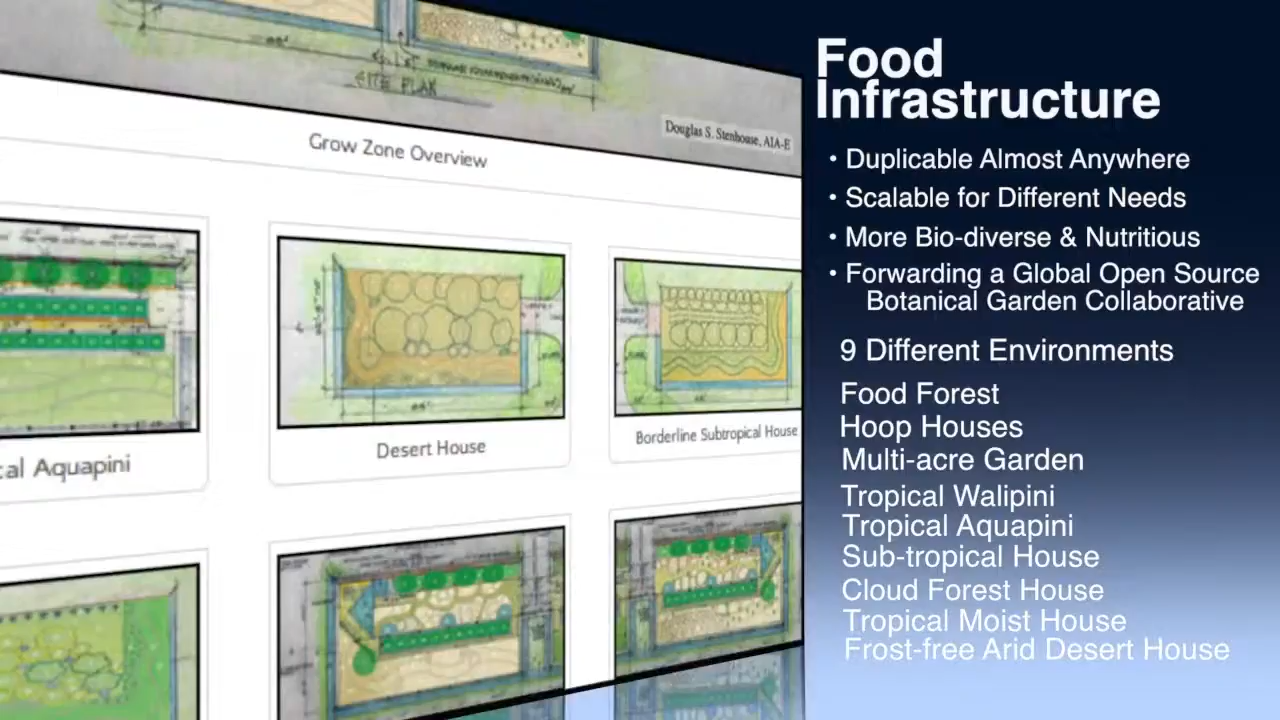 SITE PLAN
Douglas S. Stenhouse, AIA-E
Grow Zone Overview
cal Aquapini
Desert House
Borderline Subtropical House
Food
Infrastructure
• Duplicable Almost Anywhere
• Scalable for Different Needs
• More Bio-diverse & Nutritious
• Forwarding a Global Open Source
Botanical Garden Collaborative
9 Different Environments
Food Forest
Hoop Houses
Multi-acre Garden
Tropical Walipini
Tropical Aquapini
Sub-tropical House
Cloud Forest House
Tropical Moist House
Frost-free Arid Desert House